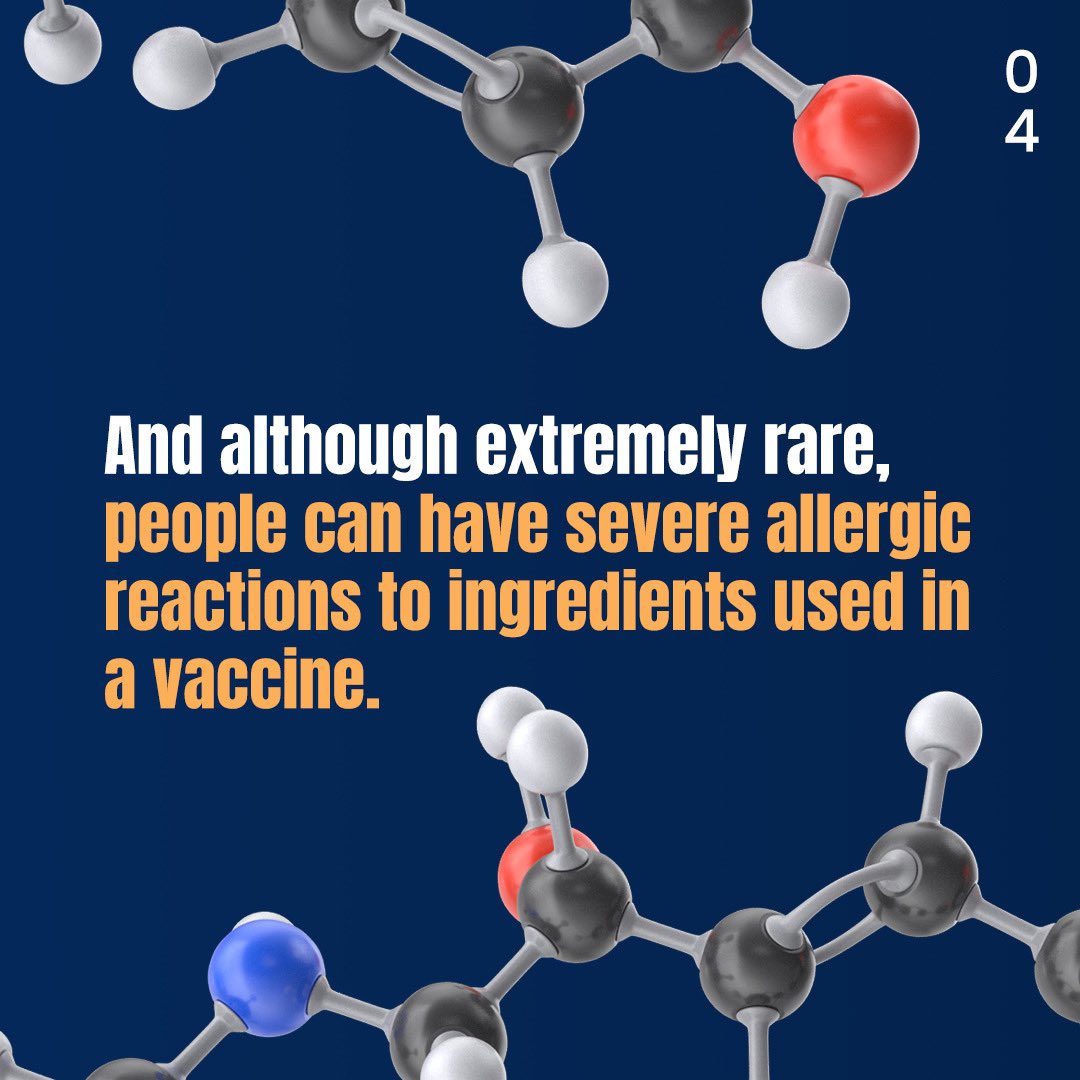 0
4
And although extremely rare,
people can have severe allergic
reactions to ingredients used in
a vaccine.